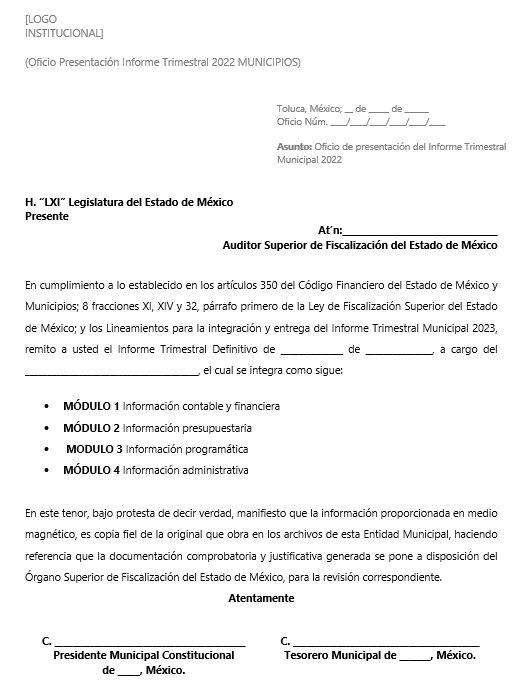 [LOGO
INSTITUCIONAL]
(Oficio Presentación Informe Trimestral 2022 MUNICIPIOS)
Toluca, México; __ de ____ de _____
Oficio Núm. ____/____/____/____/____/____
Asunto: Oficio de presentación del Informe Trimestral
Municipal 2022
H. “LXI” Legislatura del Estado de México
Presente
At´n:______________________________
Auditor Superior de Fiscalización del Estado de México
En cumplimiento a lo establecido en los artículos 350 del Código Financiero del Estado de México y
Municipios; 8 fracciones XI, XIV y 32, párrafo primero de la Ley de Fiscalización Superior del Estado
de México; y los Lineamientos para la integración y entrega del Informe Trimestral Municipal 2023,
remito a usted el Informe Trimestral Definitivo de _____________ de ______________, a cargo del
____________________________________, el cual se integra como sigue:
• MÓDULO 1 Información contable y financiera
• MÓDULO 2 Información presupuestaria
• MODULO 3 Información programática
• MÓDULO 4 Información administrativa
En este tenor, bajo protesta de decir verdad, manifiesto que la información proporcionada en medio
magnético, es copia fiel de la original que obra en los archivos de esta Entidad Municipal, haciendo
referencia que la documentación comprobatoria y justificativa generada se pone a disposición del
Órgano Superior de Fiscalización del Estado de México, para la revisión correspondiente.
Atentamente
C. _____________________________________ C. _____________________________________
Presidente Municipal Constitucional Tesorero Municipal de ______, México.
de ____, México.